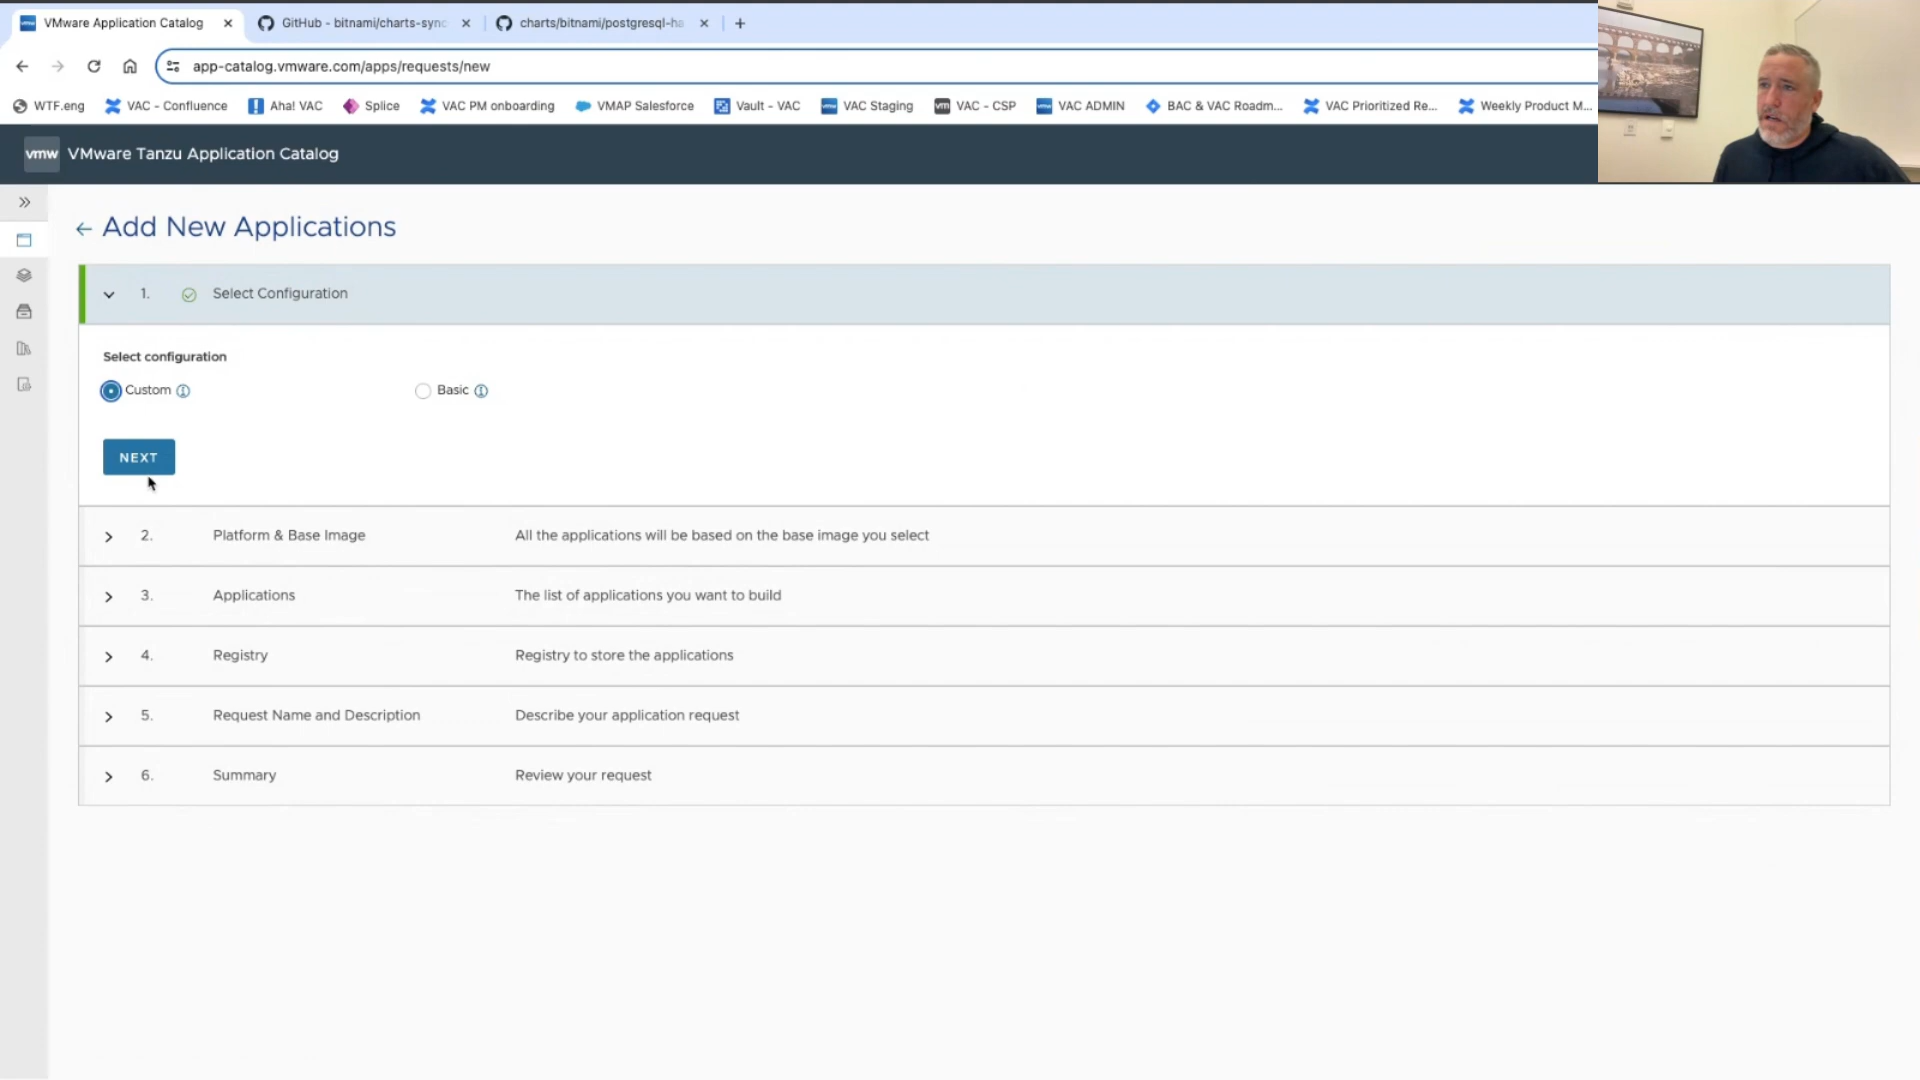 VMware Application Catalog
GitHub - bitnami/charts-sync
charts/bitnami/postgresql-ha
app-catalog.vmware.com/apps/requests/new
WTF.eng
VAC - Confluence
Aha! VAC
Splice
VAC PM onboarding
VMAP Salesforce
Vault - VAC
VAC Staging
VAC - CSP
VAC ADMIN
BAC & VAC Roadm...
VAC Prioritized Re...
Weekly Product M...
vmw VMware Tanzu Application Catalog
Add New Applications
1. Select Configuration
Select configuration
Custom Basic
NEXT
2. Platform & Base Image All the applications will be based on the base image you select
3. Applications The list of applications you want to build
4. Registry Registry to store the applications
5. Request Name and Description Describe your application request
6. Summary Review your request